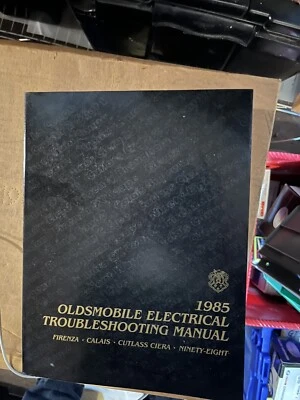 1985
OLDSMOBILE ELECTRICAL
TROUBLESHOOTING MANUAL
FIRENZA · CALAIS · CUTLASS CIERA · NINETY-EIGHT